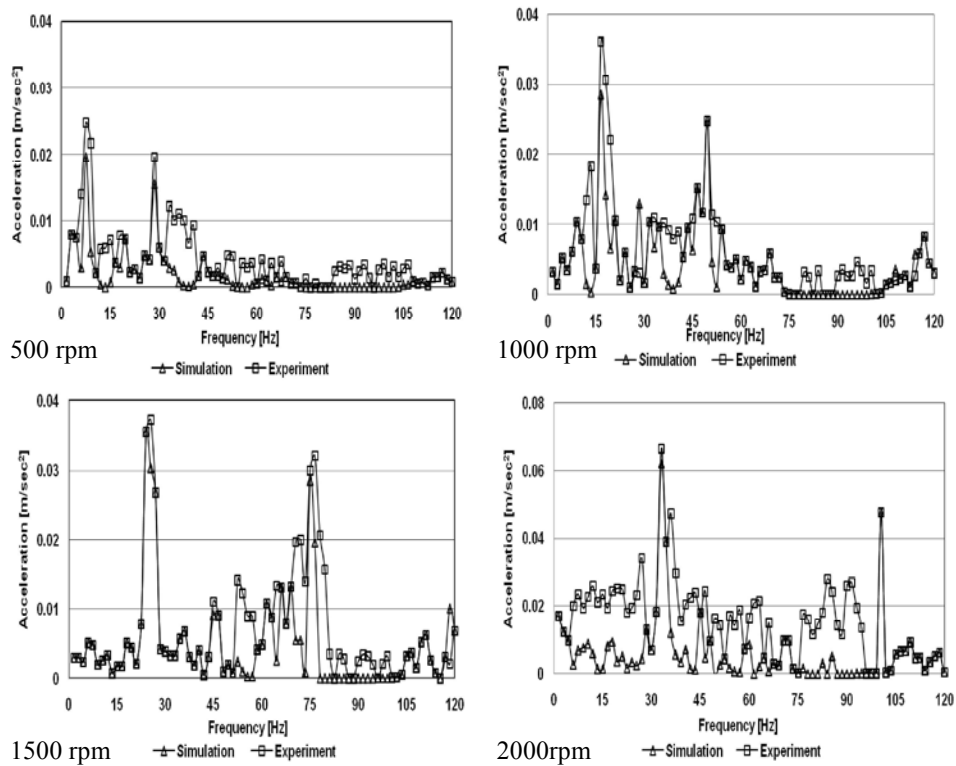 Acceleration [m/sec²]
0.04
0.03
0.02
0.01
0
0 15 30 45 60 75 90 105 120
Frequency [Hz]
500 rpm
Simulation Experiment
Acceleration [m/sec²]
0.04
0.03
0.02
0.01
0
0 15 30 45 60 75 90 105 120
Frequency [Hz]
1000 rpm
Simulation Experiment
Acceleration [m/sec²]
0.04
0.03
0.02
0.01
0
0 15 30 45 60 75 90 105 120
Frequency [Hz]
1500 rpm
Simulation Experiment
Acceleration [m/sec²]
0.08
0.06
0.04
0.02
0
0 15 30 45 60 75 90 105 120
Frequency [Hz]
2000rpm
Simulation Experiment